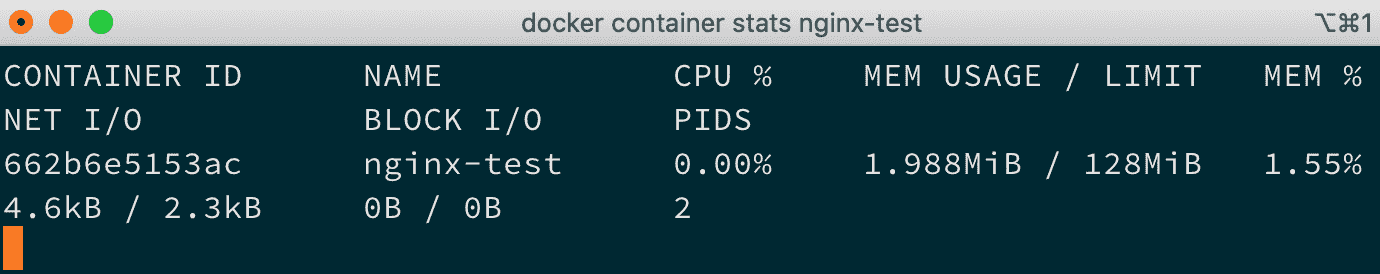 docker container stats nginx-test ⌥⌘1
CONTAINER ID NAME CPU % MEM USAGE / LIMIT MEM %
NET I/O BLOCK I/O PIDS
662b6e5153ac nginx-test 0.00% 1.988MiB / 128MiB 1.55%
4.6kB / 2.3kB 0B / 0B 2